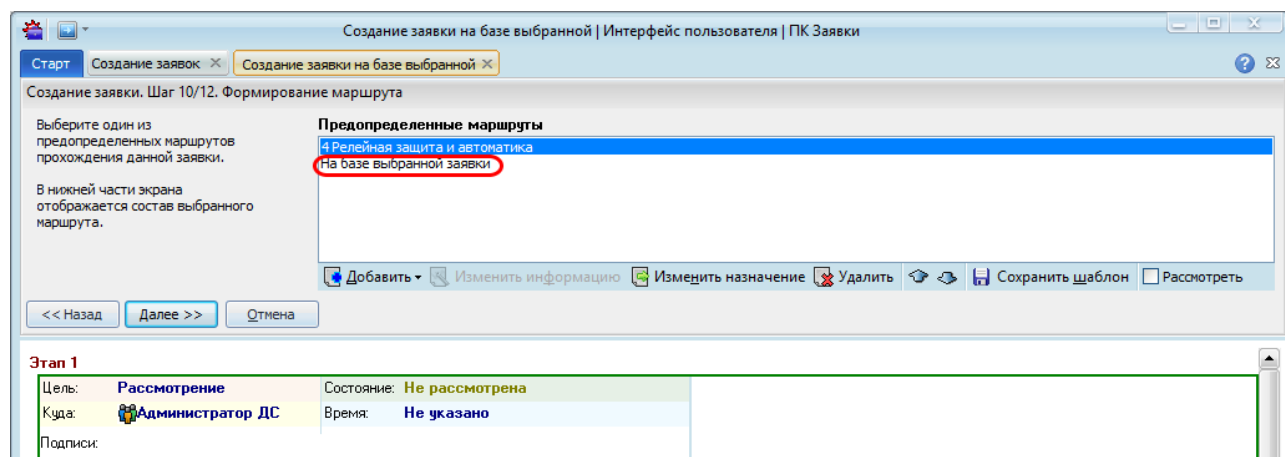 Создание заявки на базе выбранной | Интерфейс пользователя | ПК Заявки
Старт Создание заявок Создание заявки на базе выбранной
Создание заявки. Шаг 10/12. Формирование маршрута
Выберите один из
предопределенных маршрутов
прохождения данной заявки.
В нижней части экрана
отображается состав выбранного
маршрута.
Предопределенные маршруты
4 Релейная защита и автоматика
На базе выбранной заявки
Добавить Изменить информацию Изменить назначение Удалить Сохранить шаблон Рассмотреть
<< Назад Далее >> Отмена
Этап 1
Цель: Рассмотрение Состояние: Не рассмотрена
Куда: Администратор ДС Время: Не указано
Подписи: